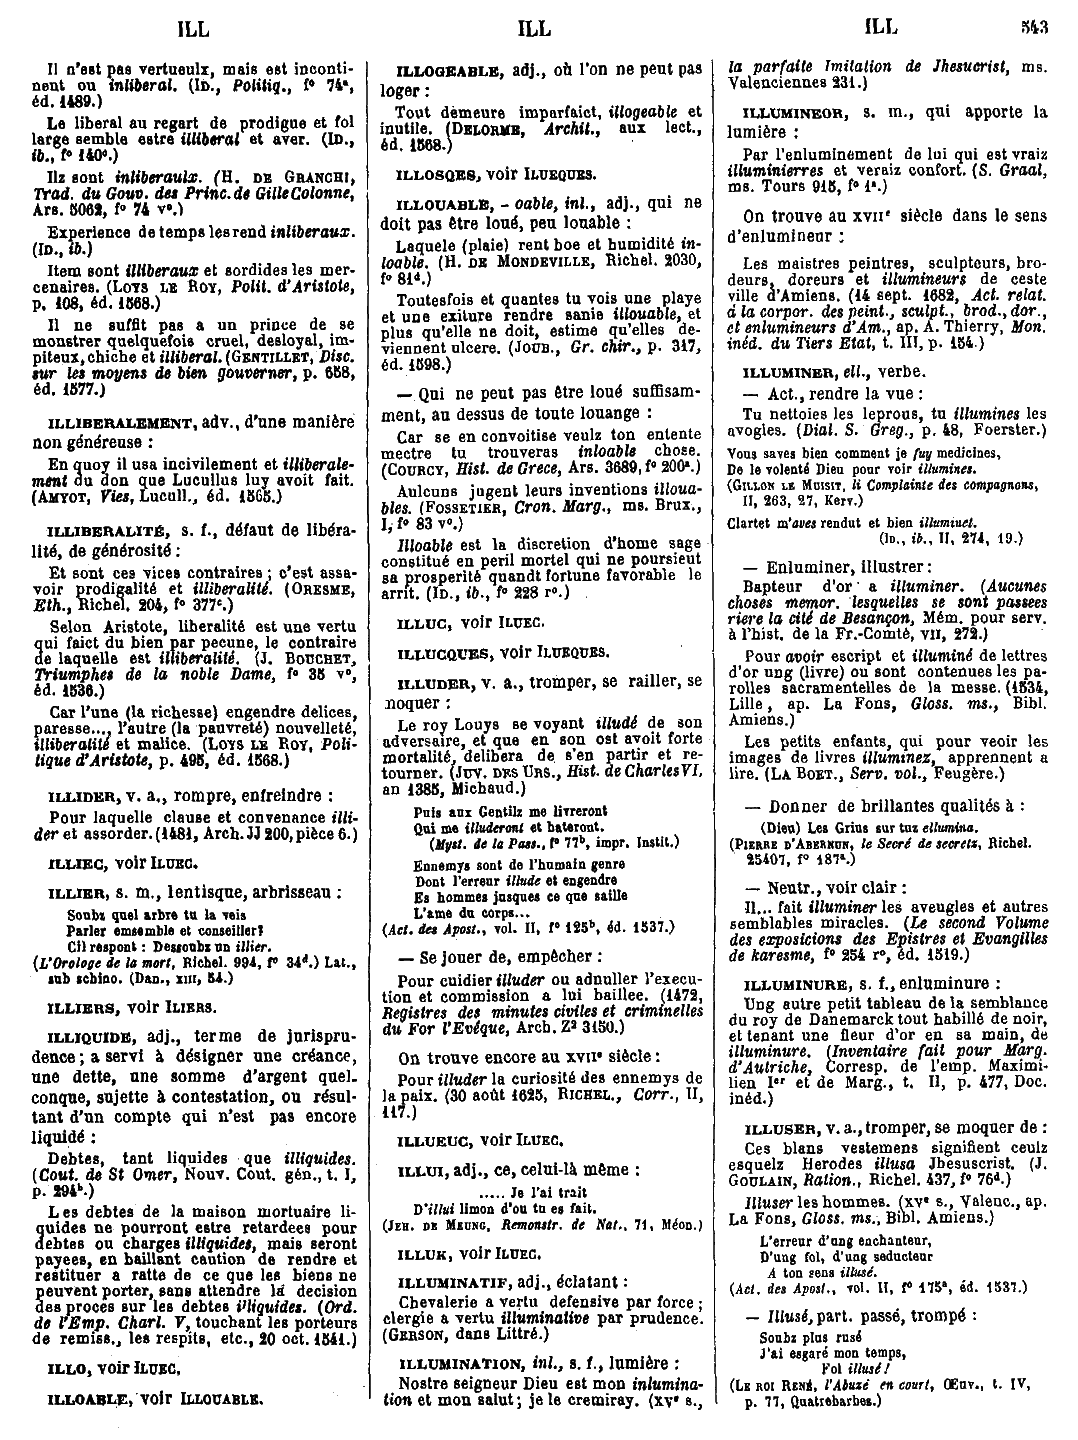 ILL
ILL
ILL
543
Il n'est pas vertueulx, mais est inconti-
nent ou inliberal. (ID., Politiq., f° 74ᵃ,
éd. 1489.)
Le liberal au regart de prodigue et fol
large semble estre illiberal et aver. (ID.,
ib., f° 140ᶜ.)
Ilz sont inliberaulx. (H. DE GRANCHI,
Trad. du Gouv. des Princ. de Gille Colonne,
Ars. 5062, f° 74 v°.)
Experience de temps les rend inliberaux.
(ID., ib.)
Item sont illiberaux et sordides les mer-
cenaires. (LOYS LE ROY, Polit. d'Aristote,
p. 108, éd. 1568.)
Il ne suffit pas a un prince de se
monstrer quelquefois cruel, desloyal, im-
piteux, chiche et illiberal. (GENTILLET, Disc.
sur les moyens de bien gouverner, p. 658,
éd. 1577.)
ILLIBERALEMENT, adv., d'une manière
non généreuse :
En quoy il usa incivilement et illiberale-
ment du don que Lucullus luy avoit fait.
(AMYOT, Vies, Lucull., éd. 1565.)
ILLIBERALITÉ, s. f., défaut de libéra-
lité, de générosité :
Et sont ces vices contraires ; c'est assa-
voir prodigalité et illiberalité. (ORESME,
Eth., Richel. 204, f° 377ᶜ.)
Selon Aristote, liberalité est une vertu
qui faict du bien par pecune, le contraire
de laquelle est illiberalité. (J. BOUCHET,
Triumphes de la noble Dame, f° 35 v°,
éd. 1536.)
Car l'une (la richesse) engendre delices,
paresse..., l'autre (la pauvreté) nouvelleté,
illiberalité et malice. (LOYS LE ROY, Poli-
tique d'Aristote, p. 495, éd. 1568.)
ILLIDER, v. a., rompre, enfreindre :
Pour laquelle clause et convenance illi-
der et assorder. (1481, Arch. JJ 200, pièce 6.)
ILLIEC, voir ILUEC.
ILLIER, s. m., lentisque, arbrisseau :
Soubz quel arbre tu la veis
Parler emsemble et conseiller?
Cil respont : Dessoubz un illier.
(L'Orologe de la mort, Richel. 994, f° 34ᵈ.) Lat.,
sub schino. (Dan., XIII, 54.)
ILLIERS, voir ILIERS.
ILLIQUIDE, adj., terme de jurispru-
dence ; a servi à désigner une créance,
une dette, une somme d'argent quel-
conque, sujette à contestation, ou résul-
tant d'un compte qui n'est pas encore
liquidé :
Debtes, tant liquides que illiquides.
(Cout. de St Omer, Nouv. Cout. gén., t. I,
p. 294ᵇ.)
Les debtes de la maison mortuaire li-
quides ne pourront estre retardees pour
debtes ou charges illiquides, mais seront
payees, en baillant caution de rendre et
restituer a ratte de ce que les biens ne
peuvent porter, sans attendre la decision
des proces sur les debtes illiquides. (Ord.
de l'Emp. Charl. V, touchant les porteurs
de remiss., les respits, etc., 20 oct. 1541.)
ILLO, voir ILUEC.
ILLOABLE, voir ILLOUABLE.
ILLOGEABLE, adj., où l'on ne peut pas
loger :
Tout demeure imparfaict, illogeable et
inutile. (DELORME, Archit., aux lect.,
éd. 1568.)
ILLOSQES, voir ILUEQUES.
ILLOUABLE, - oable, inl., adj., qui ne
doit pas être loué, peu louable :
Laquele (plaie) rent boe et humidité in-
loable. (H. DE MONDEVILLE, Richel. 2030,
f° 81ᵈ.)
Toutesfois et quantes tu vois une playe
et une exiture rendre sanie illouable, et
plus qu'elle ne doit, estime qu'elles de-
viennent ulcere. (JOUB., Gr. chir., p. 317,
éd. 1598.)
— Qui ne peut pas être loué suffisam-
ment, au dessus de toute louange :
Car se en convoitise veulz ton entente
mectre tu trouveras inloable chose.
(COURCY, Hist. de Grece, Ars. 3689, f° 200ᵃ.)
Aulcuns jugent leurs inventions illoua-
bles. (FOSSETIER, Cron. Marg., ms. Brux.,
I, f° 83 v°.)
Illoable est la discretion d'home sage
constitué en peril mortel qui ne poursient
sa prosperité quandt fortune favorable le
arrit. (ID., ib., f° 228 r°.)
ILLUC, voir ILUEC.
ILLUCQUES, voir ILUEQUES.
ILLUDER, v. a., tromper, se railler, se
moquer :
Le roy Louys se voyant illudé de son
adversaire, et que en son ost avoit forte
mortalité, delibera de s'en partir et re-
tourner. (JUV. DES URS., Hist. de Charles VI,
an 1385, Michaud.)
Puis aux Gentilz me livreront
Qui me illuderont et bateront.
(Myst. de la Pass., f° 77ᵇ, impr. Instit.)
Ennemys sont de l'humain genre
Dont l'erreur illude et engendre
Es hommes jusques ce que saille
L'ame du corps...
(Act. des Apost., vol. II, f° 125ᵇ, éd. 1537.)
— Se jouer de, empêcher :
Pour cuidier illuder ou adnuller l'execu-
tion et commission a lui baillee. (1472,
Registres des minutes civiles et criminelles
du For l'Evéque, Arch. Z² 3150.)
On trouve encore au XVIIᵉ siècle :
Pour illuder la curiosité des ennemys de
la paix. (30 août 1625, RICHEL., Corr., II,
117.)
ILLUEUC, voir ILUEC.
ILLUI, adj., ce, celui-là même :
..... Je l'ai trait
D'illui limon d'ou tu es fait.
(JEH. DE MEUNG, Remonstr. de Nat., 71, Méon.)
ILLUK, voir ILUEC.
ILLUMINATIF, adj., éclatant :
Chevalerie a vertu defensive par force ;
clergie a vertu illuminative par prudence.
(GERSON, dans Littré.)
ILLUMINATION, inl., s. f., lumière :
Nostre seigneur Dieu est mon inlumina-
tion et mon salut ; je le cremiray. (XVᵉ s.,
la parfaite Imitation de Jhesucrist, ms.
Valenciennes 231.)
ILLUMINEOR, s. m., qui apporte la
lumière :
Par l'enluminement de lui qui est vraiz
illuminierres et veraiz confort. (S. Graal,
ms. Tours 915, f° 1ᵃ.)
On trouve au XVIIᵉ siècle dans le sens
d'enlumineur :
Les maistres peintres, sculpteurs, bro-
deurs, doreurs et illumineurs de ceste
ville d'Amiens. (14 sept. 1682, Act. relat.
à la corpor. des peint., sculpt., brod., dor.,
et enlumineurs d'Am., ap. A. Thierry, Mon.
inéd. du Tiers Etat, t. III, p. 154.)
ILLUMINER, ell., verbe.
— Act., rendre la vue :
Tu nettoies les leprous, tu illumines les
avogles. (Dial. S. Greg., p. 48, Foerster.)
Vous saves bien comment je fuy medicines,
De le volenté Dieu pour voir illumines.
(GILLON LE MUISIT, li Complainte des compagnons,
II, 263, 27, Kerv.)
Clartet m'aves rendut et bien illuminet.
(ID., ib., II, 274, 19.)
— Enluminer, illustrer :
Bapteur d'or a illuminer. (Aucunes
choses memor. lesquelles se sont passees
riere la cité de Besançon, Mém. pour serv.
à l'hist. de la Fr.-Comté, VII, 272.)
Pour avoir escript et illuminé de lettres
d'or ung (livre) ou sont contenues les pa-
rolles sacramentelles de la messe. (1534,
Lille, ap. La Fons, Gloss. ms., Bibl.
Amiens.)
Les petits enfants, qui pour veoir les
images de livres illuminez, apprennent a
lire. (LA BOET., Serv. vol., Feugère.)
— Donner de brillantes qualités à :
(Dieu) Les Grius sur tuz ellumina.
(PIERRE D'ABERNUN, le Secré de secretz, Richel.
25407, f° 187ᵃ.)
— Neutr., voir clair :
Il... fait illuminer les aveugles et autres
semblables miracles. (Le second Volume
des exposicions des Epistres et Evangilles
de karesme, f° 254 r°, éd. 1519.)
ILLUMINURE, s. f., enluminure :
Ung autre petit tableau de la semblance
du roy de Danemarck tout habillé de noir,
et tenant une fleur d'or en sa main, de
illuminure. (Inventaire fait pour Marg.
d'Autriche, Corresp. de l'emp. Maximi-
lien Iᵉʳ et de Marg., t. II, p. 477, Doc.
inéd.)
ILLUSER, v. a., tromper, se moquer de :
Ces blans vestemens signifient ceulz
esquelz Herodes illusa Jhesuscrist. (J.
GOULAIN, Ration., Richel. 437, f° 76ᵈ.)
Illuser les hommes. (XVᵉ s., Valenc., ap.
La Fons, Gloss. ms., Bibl. Amiens.)
L'erreur d'ung enchanteur,
D'ung fol, d'ung seducteur
A ton sens illusé.
(Act. des Apost., vol. II, f° 175ᵃ, éd. 1537.)
— Illusé, part. passé, trompé :
Soubz plus rusé
J'ai esgaré mon temps,
Fol illusé !
(LE ROI RENÉ, l'Abuzé en court, Œuv., t. IV,
p. 77, Quatrebarbes.)